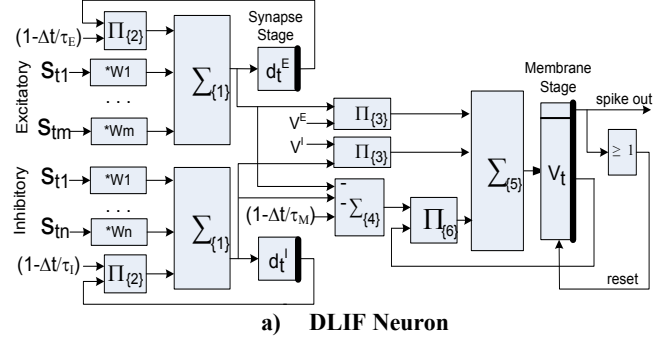 Synapse
Stage
(1-Δt/τE)
Π{2}
Σ{1}
dtE
Excitatory
St1
*W1
. . .
Stm
*Wm
Membrane
Stage
spike out
VE
Π{3}
VI
Π{3}
≥ 1
Σ{5}
Vt
Inhibitory
St1
*W1
. . .
Stn
*Wn
Σ{1}
-
-
Σ{4}
(1-Δt/τM)
Π{6}
(1-Δt/τI)
Π{2}
dtI
reset
a) DLIF Neuron